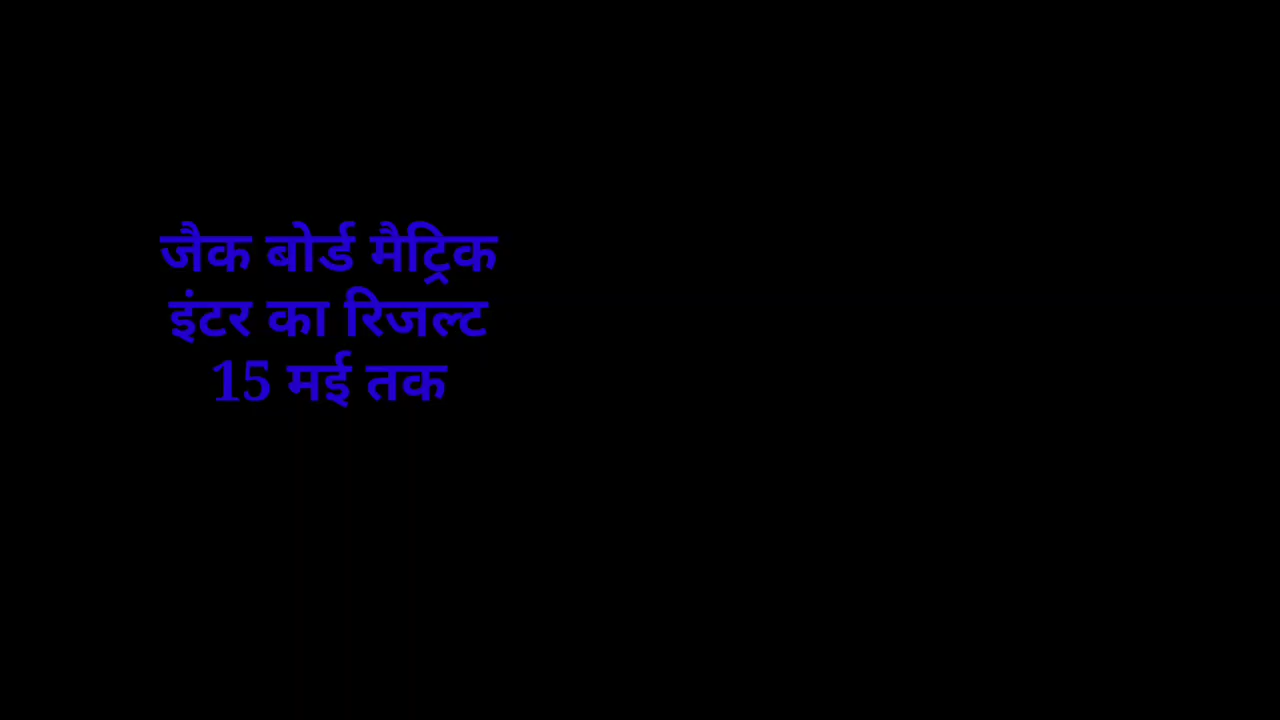 जैक बोर्ड मैट्रिक
इंटर का रिजल्ट
15 मई तक